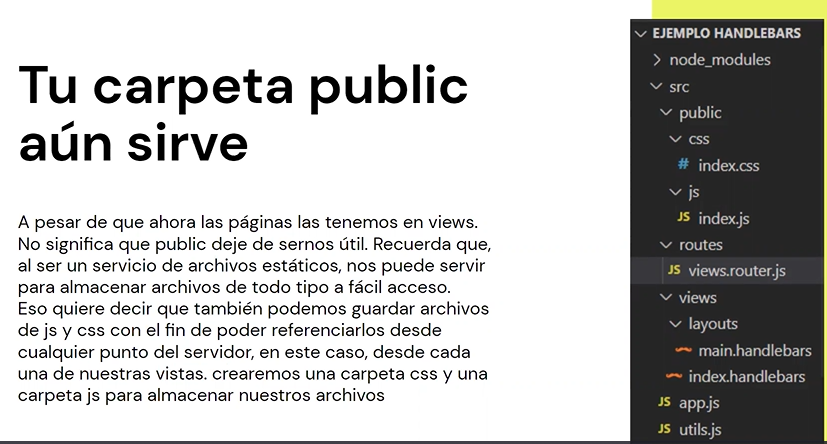 Tu carpeta public
aún sirve
A pesar de que ahora las páginas las tenemos en views.
No significa que public deje de sernos útil. Recuerda que,
al ser un servicio de archivos estáticos, nos puede servir
para almacenar archivos de todo tipo a fácil acceso.
Eso quiere decir que también podemos guardar archivos
de js y css con el fin de poder referenciarlos desde
cualquier punto del servidor, en este caso, desde cada
una de nuestras vistas. crearemos una carpeta css y una
carpeta js para almacenar nuestros archivos
EJEMPLO HANDLEBARS
node_modules
src
public
css
# index.css
js
JS index.js
routes
JS views.router.js
views
layouts
main.handlebars
index.handlebars
JS app.js
JS utils.js